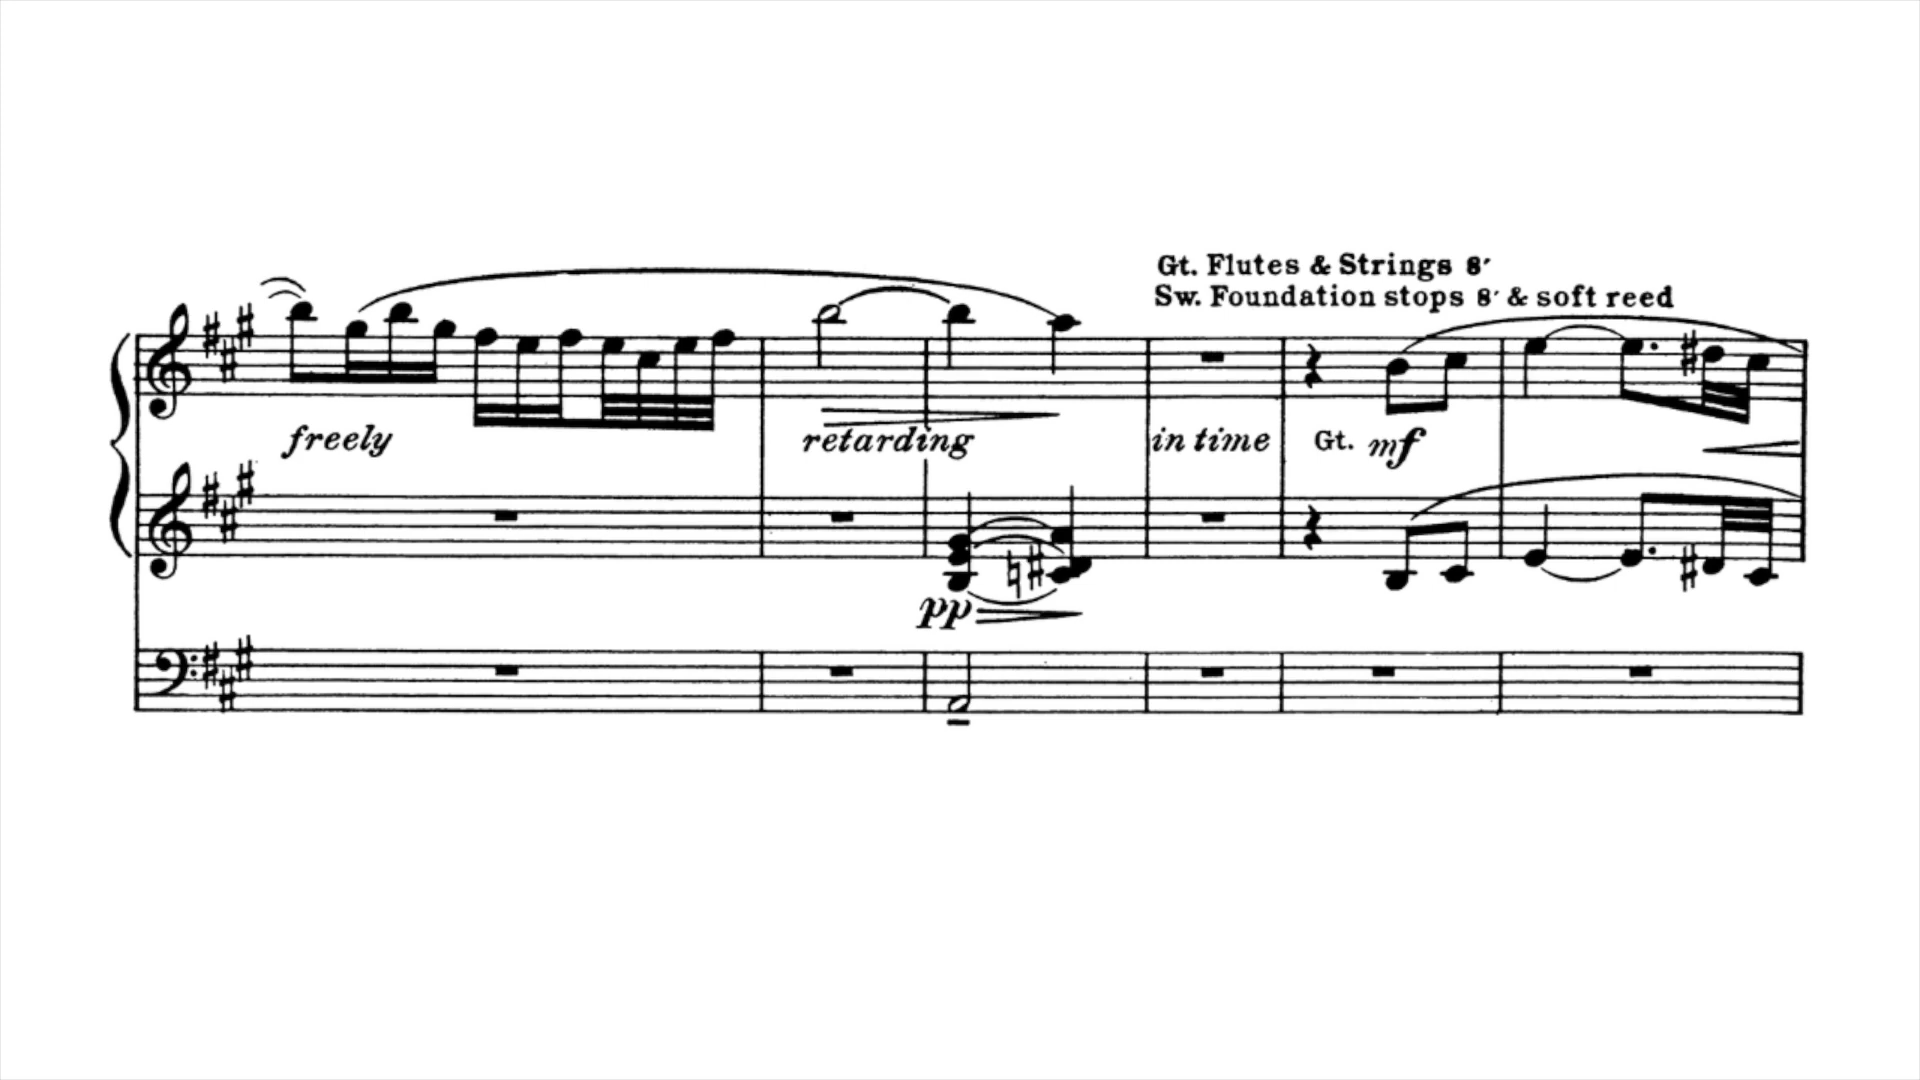 Gt. Flutes & Strings 8′
Sw. Foundation stops 8′ & soft reed
freely
retarding
in time
Gt. mf
pp